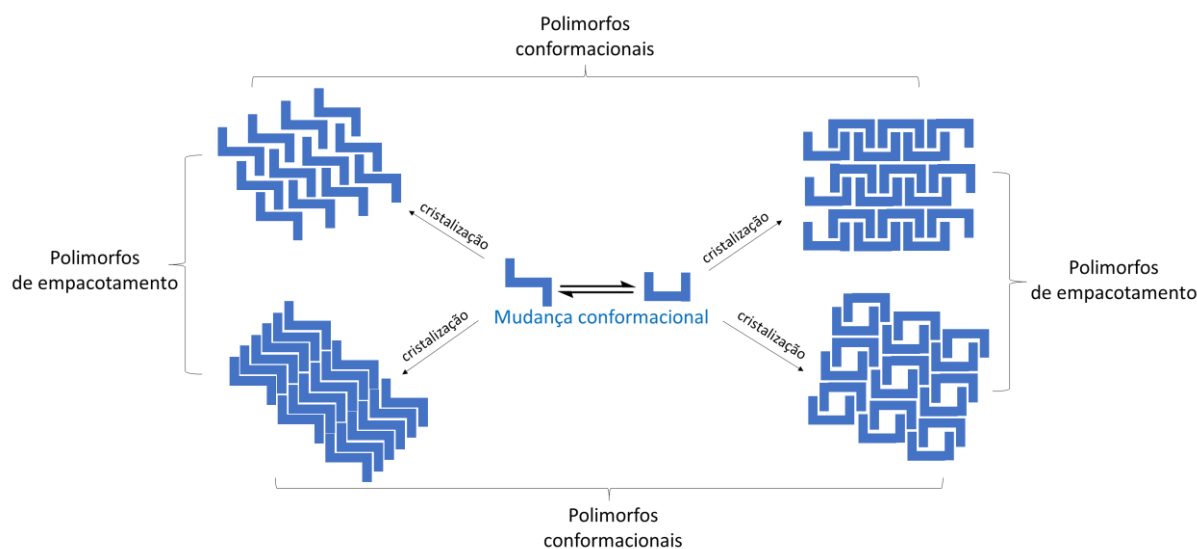 Polimorfos
conformacionais
cristalização
cristalização
Polimorfos
de empacotamento
Polimorfos
de empacotamento
Mudança conformacional
cristalização
cristalização
Polimorfos
conformacionais